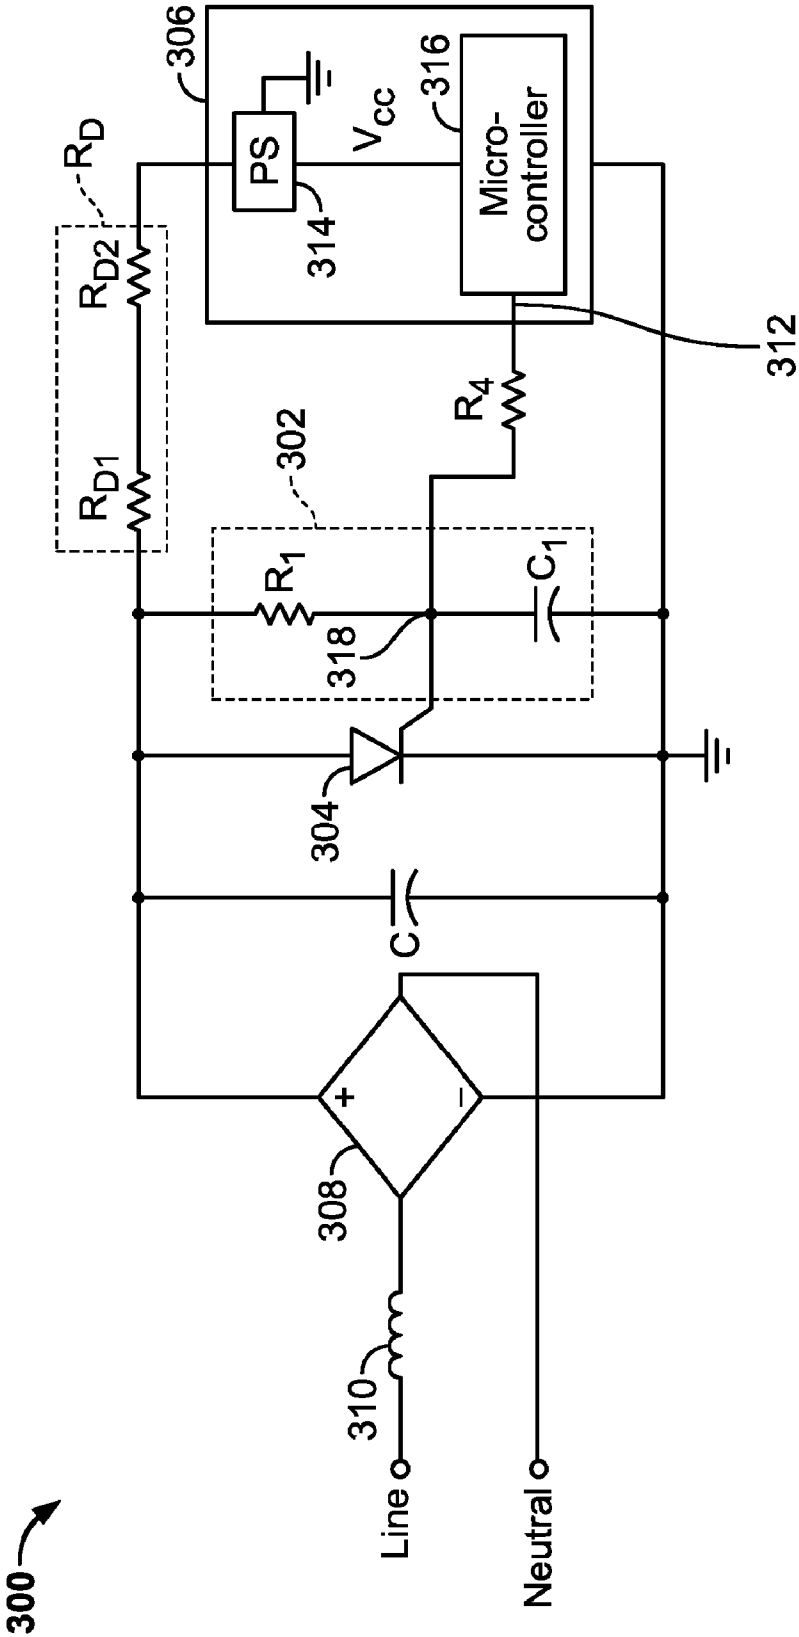 300
Line
Neutral
310
308
C
304
318
302
R1
C1
RD
RD1
RD2
R4
312
306
PS
314
VCC
316
Micro-
controller
+
–